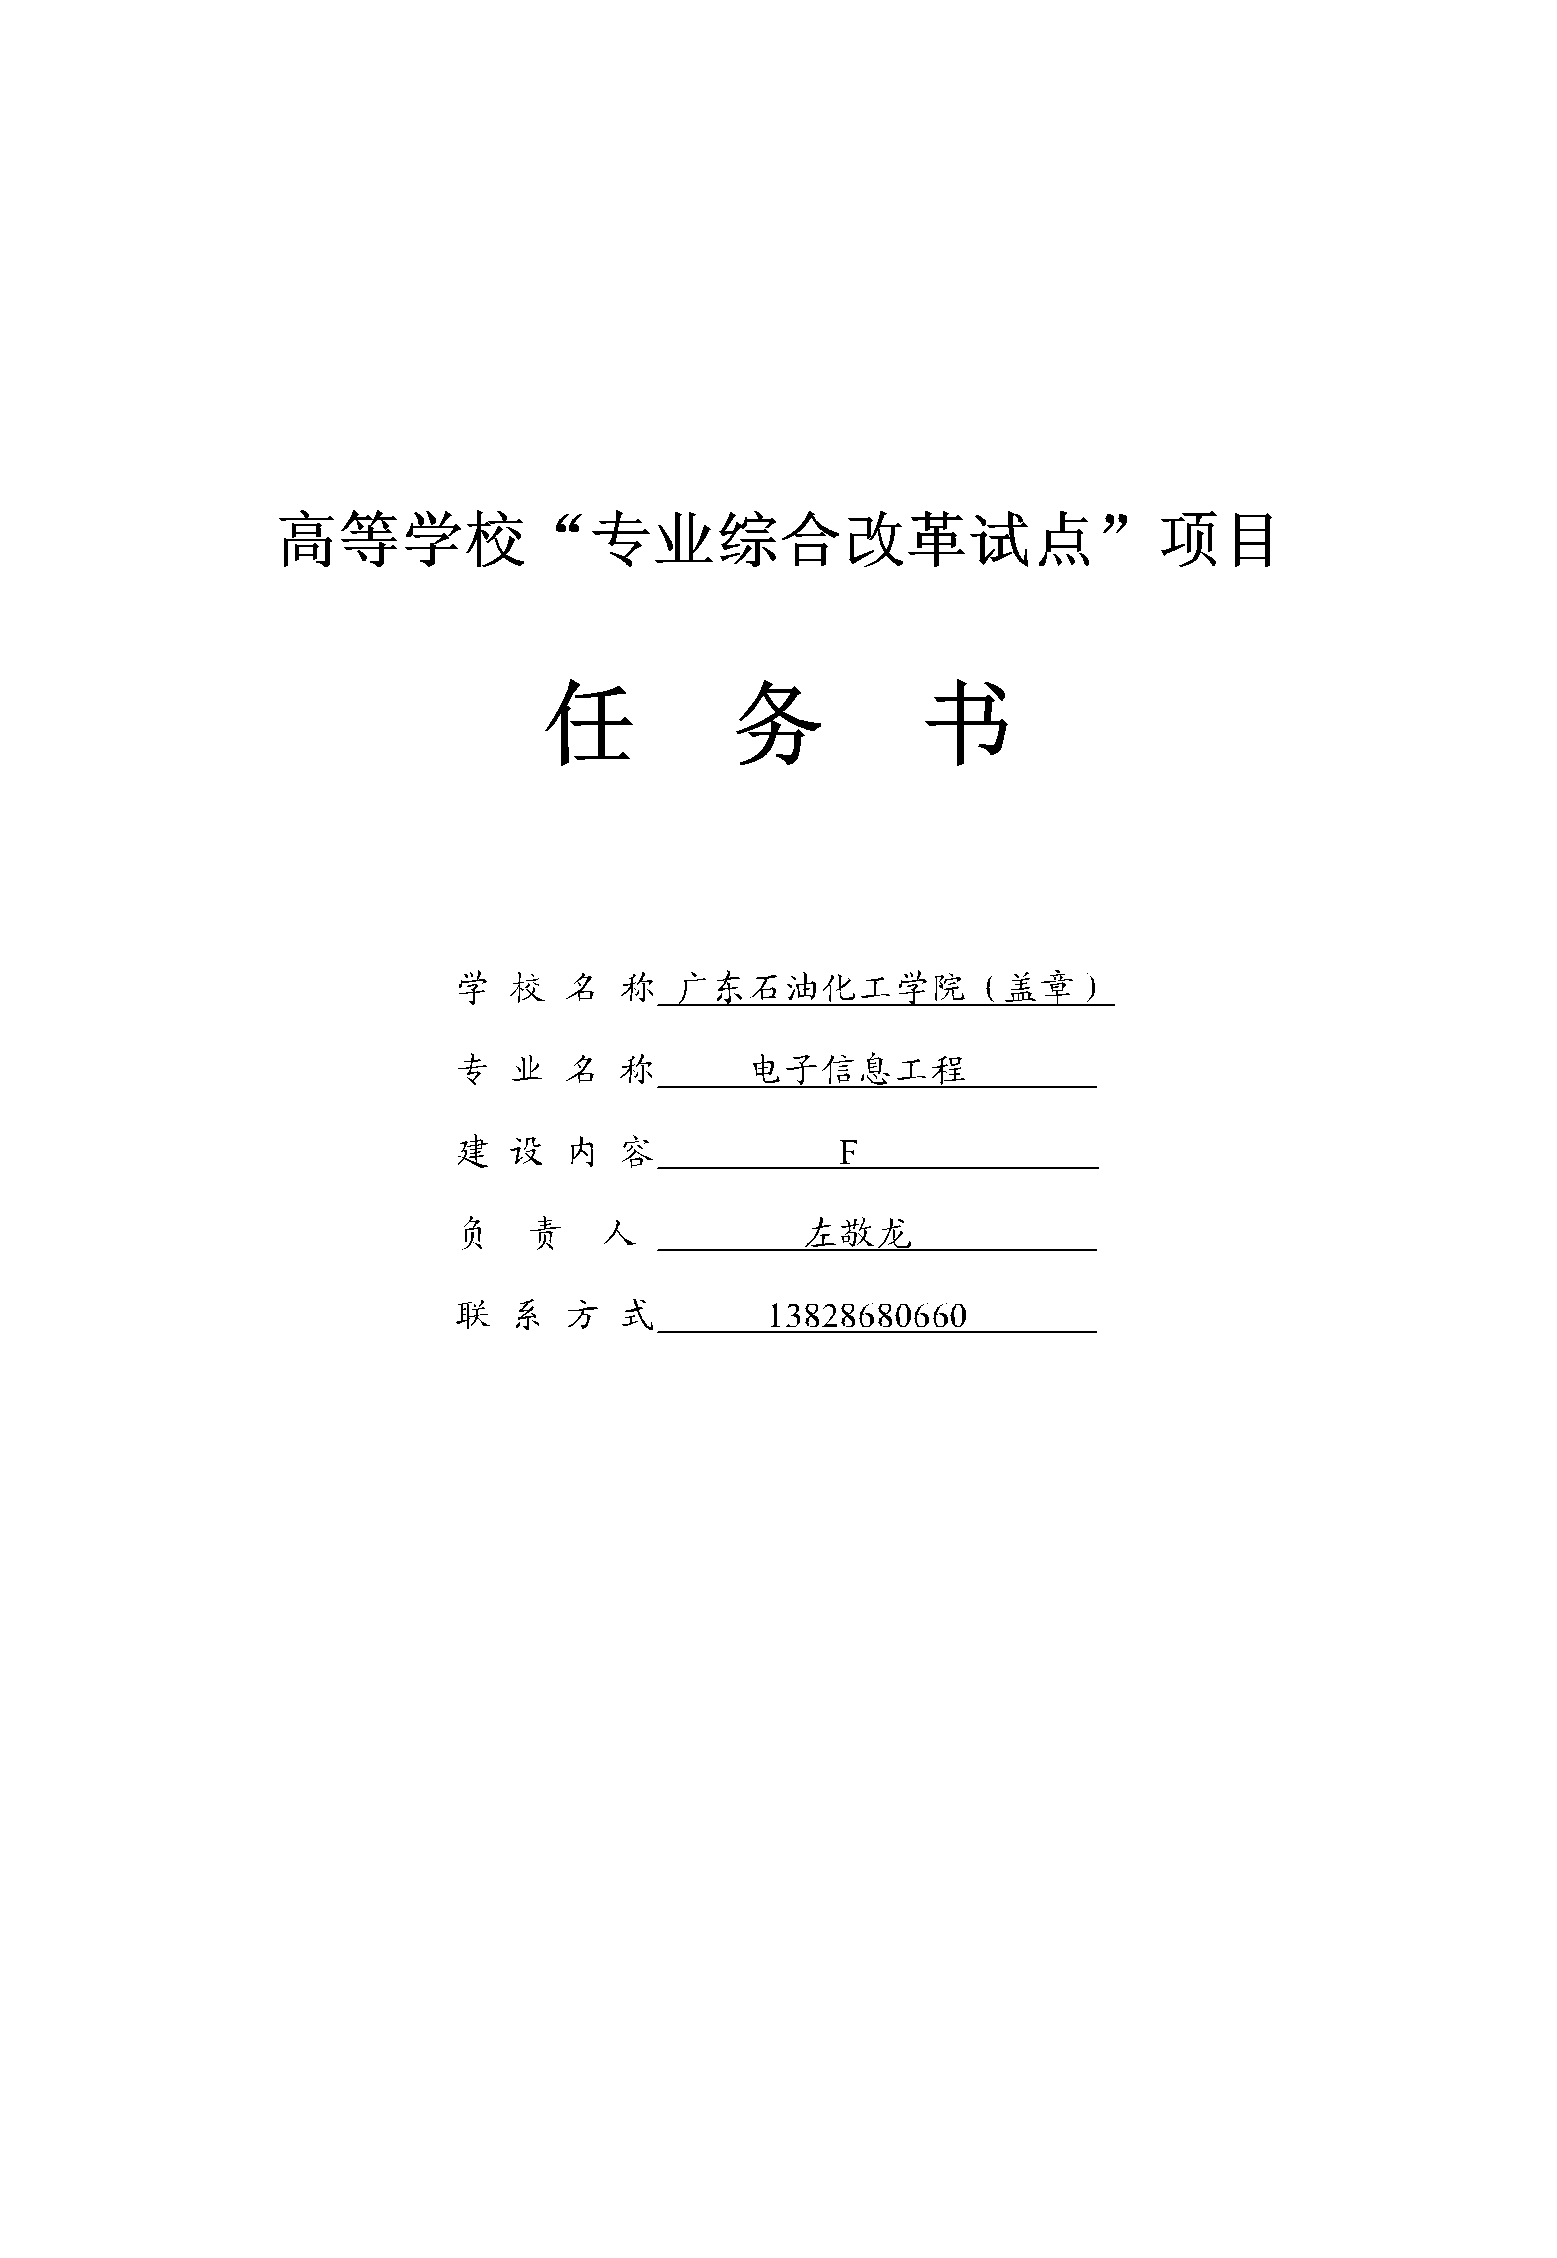 高等学校“专业综合改革试点”项目
任 务 书
学 校 名 称 广东石油化工学院（盖章）
专 业 名 称 电子信息工程
建 设 内 容 F
负 责 人 左敬龙
联 系 方 式 13828680660